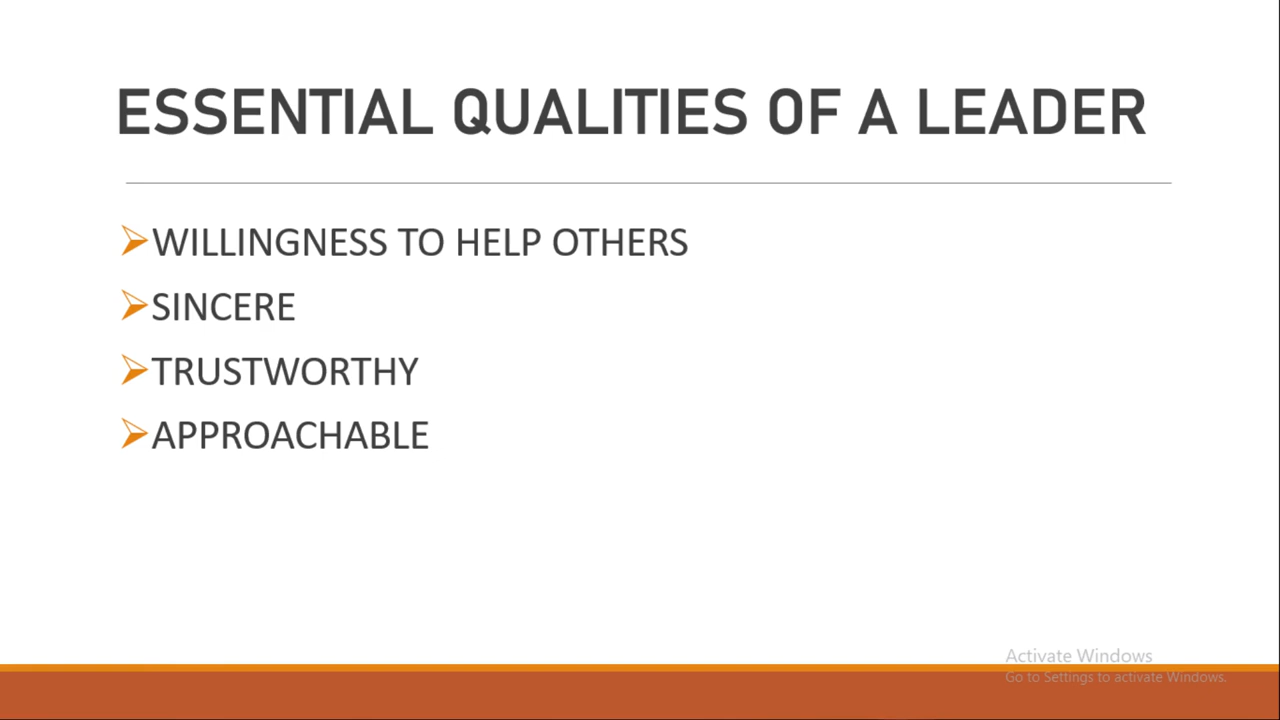 ESSENTIAL QUALITIES OF A LEADER
WILLINGNESS TO HELP OTHERS
SINCERE
TRUSTWORTHY
APPROACHABLE
Activate Windows
Go to Settings to activate Windows.